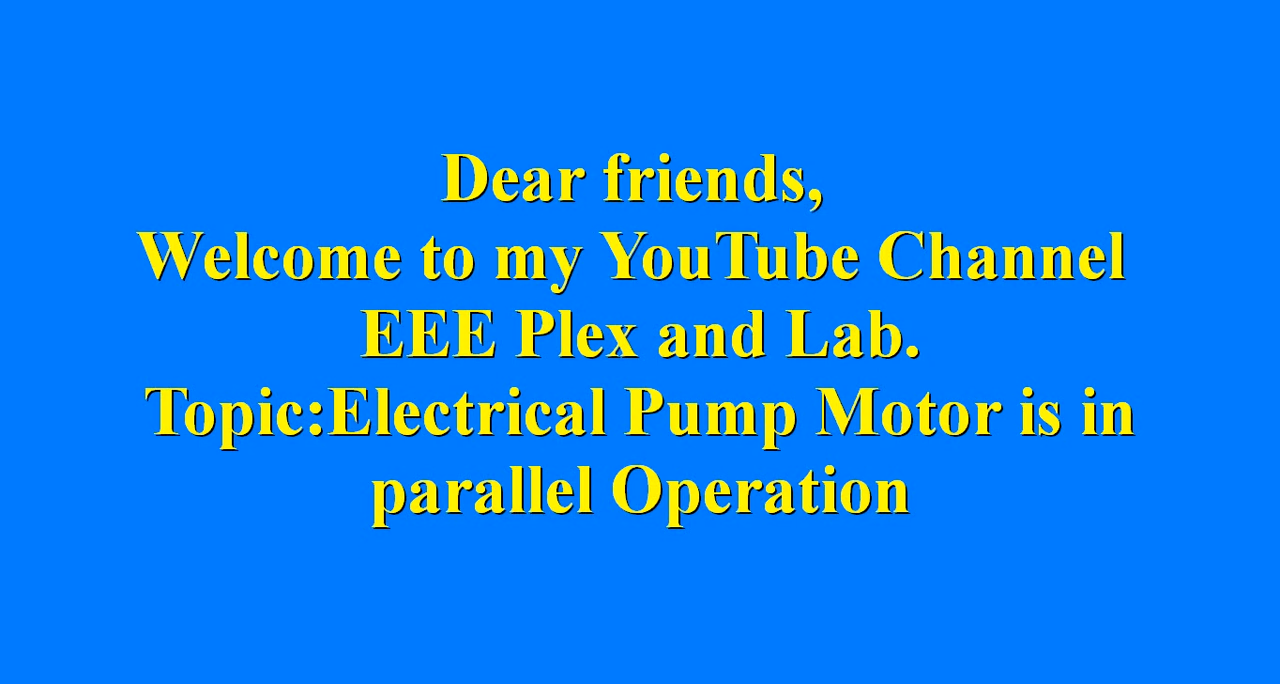 Dear friends,
Welcome to my YouTube Channel
EEE Plex and Lab.
Topic:Electrical Pump Motor is in
parallel Operation